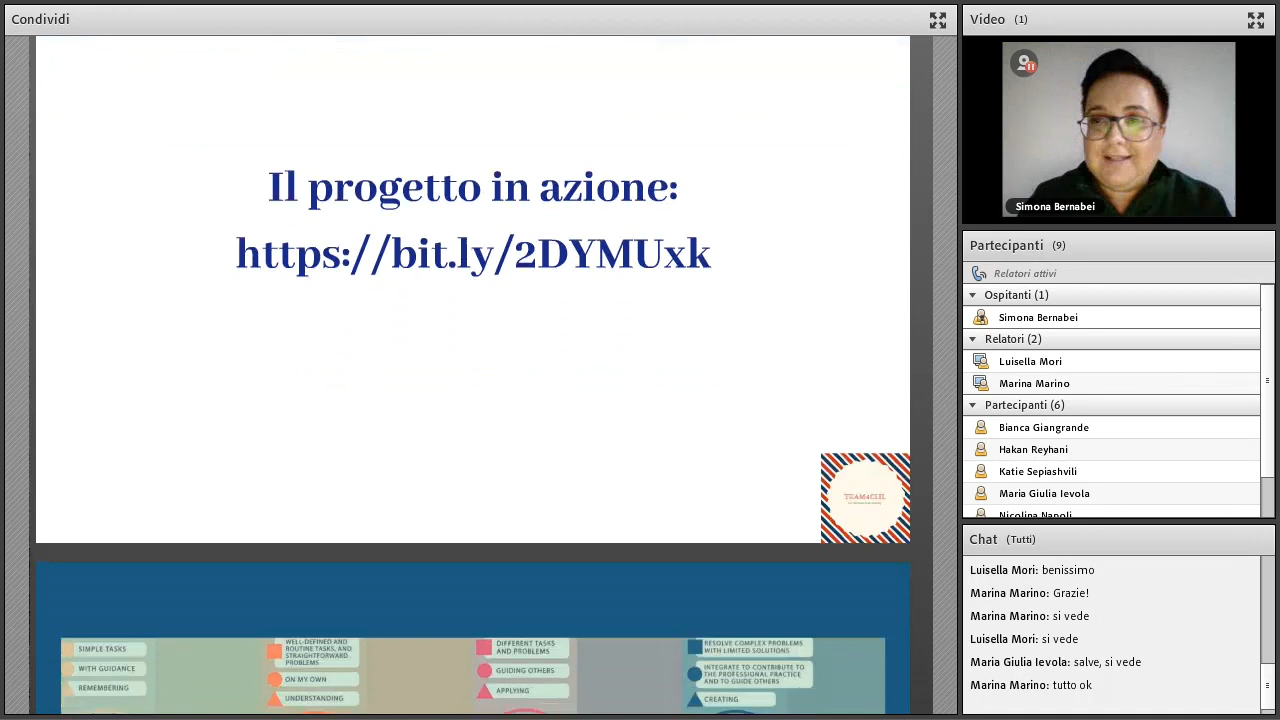 Condividi
Il progetto in azione:
https://bit.ly/2DYMUxk
TEAM4CLIL
SIMPLE TASKS
WITH GUIDANCE
REMEMBERING
WELL-DEFINED AND
ROUTINE TASKS, AND
STRAIGHTFORWARD
PROBLEMS
ON MY OWN
UNDERSTANDING
DIFFERENT TASKS
AND PROBLEMS
GUIDING OTHERS
APPLYING
RESOLVE COMPLEX PROBLEMS
WITH LIMITED SOLUTIONS
INTEGRATE TO CONTRIBUTE TO
THE PROFESSIONAL PRACTICE
AND TO GUIDE OTHERS
CREATING
Video (1)
Simona Bernabei
Partecipanti (9)
Relatori attivi
Ospitanti (1)
Simona Bernabei
Relatori (2)
Luisella Mori
Marina Marino
Partecipanti (6)
Bianca Giangrande
Hakan Reyhani
Katie Sepiashvili
Maria Giulia Ievola
Nicolina Napoli
Chat (Tutti)
Luisella Mori: benissimo
Marina Marino: Grazie!
Marina Marino: si vede
Luisella Mori: si vede
Maria Giulia Ievola: salve, si vede
Marina Marino: tutto ok